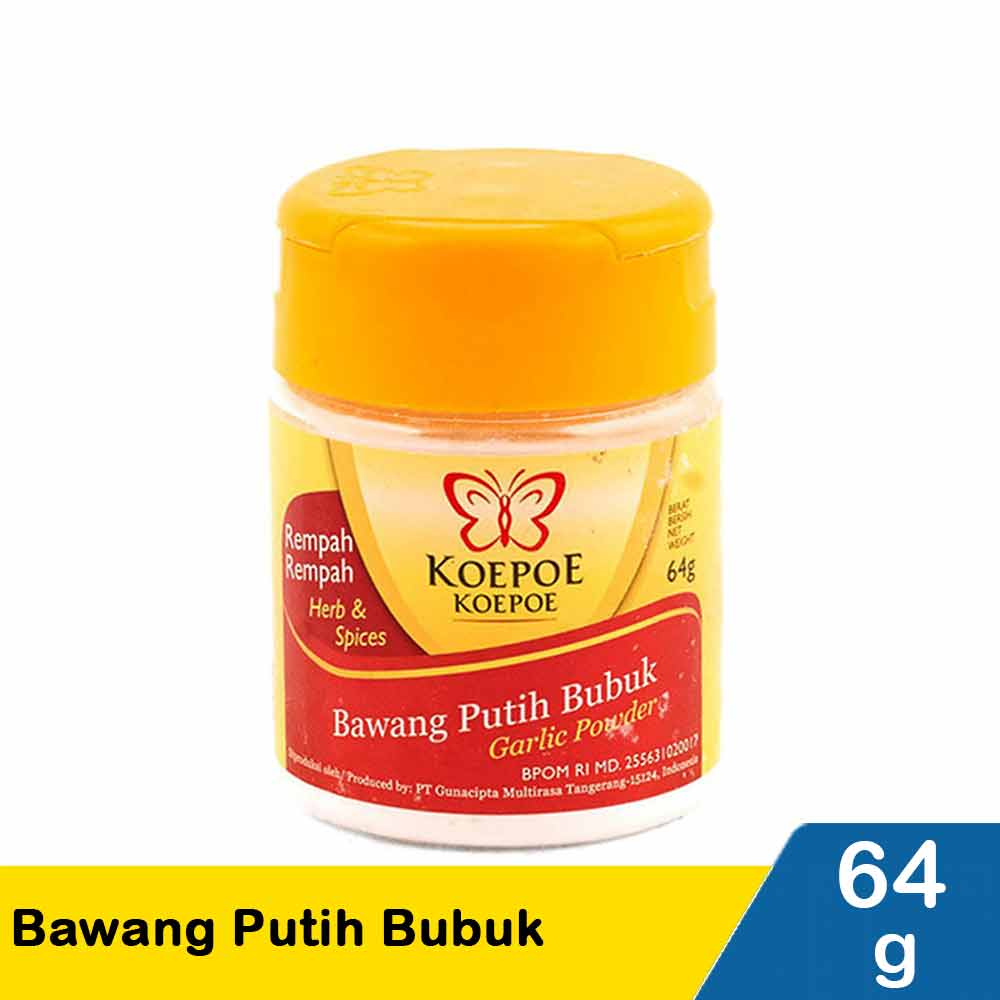 KOEPOE
KOEPOE
Rempah
Rempah
Herb &
Spices
BERAT
BERSIH
NET
WEIGHT
64g
Bawang Putih Bubuk
Garlic Powder
BPOM RI MD. 255631020017
Diproduksi oleh / Produced by: PT Gunacipta Multirasa Tangerang-15124, Indonesia
Bawang Putih Bubuk
64
g